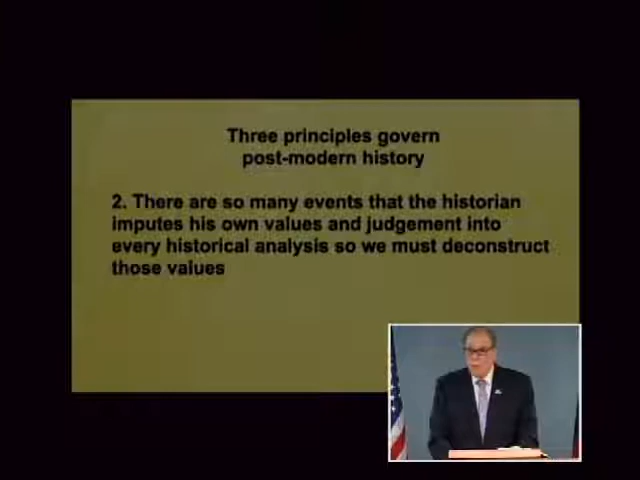 Three principles govern
post-modern history
2. There are so many events that the historian
imputes his own values and judgement into
every historical analysis so we must deconstruct
those values